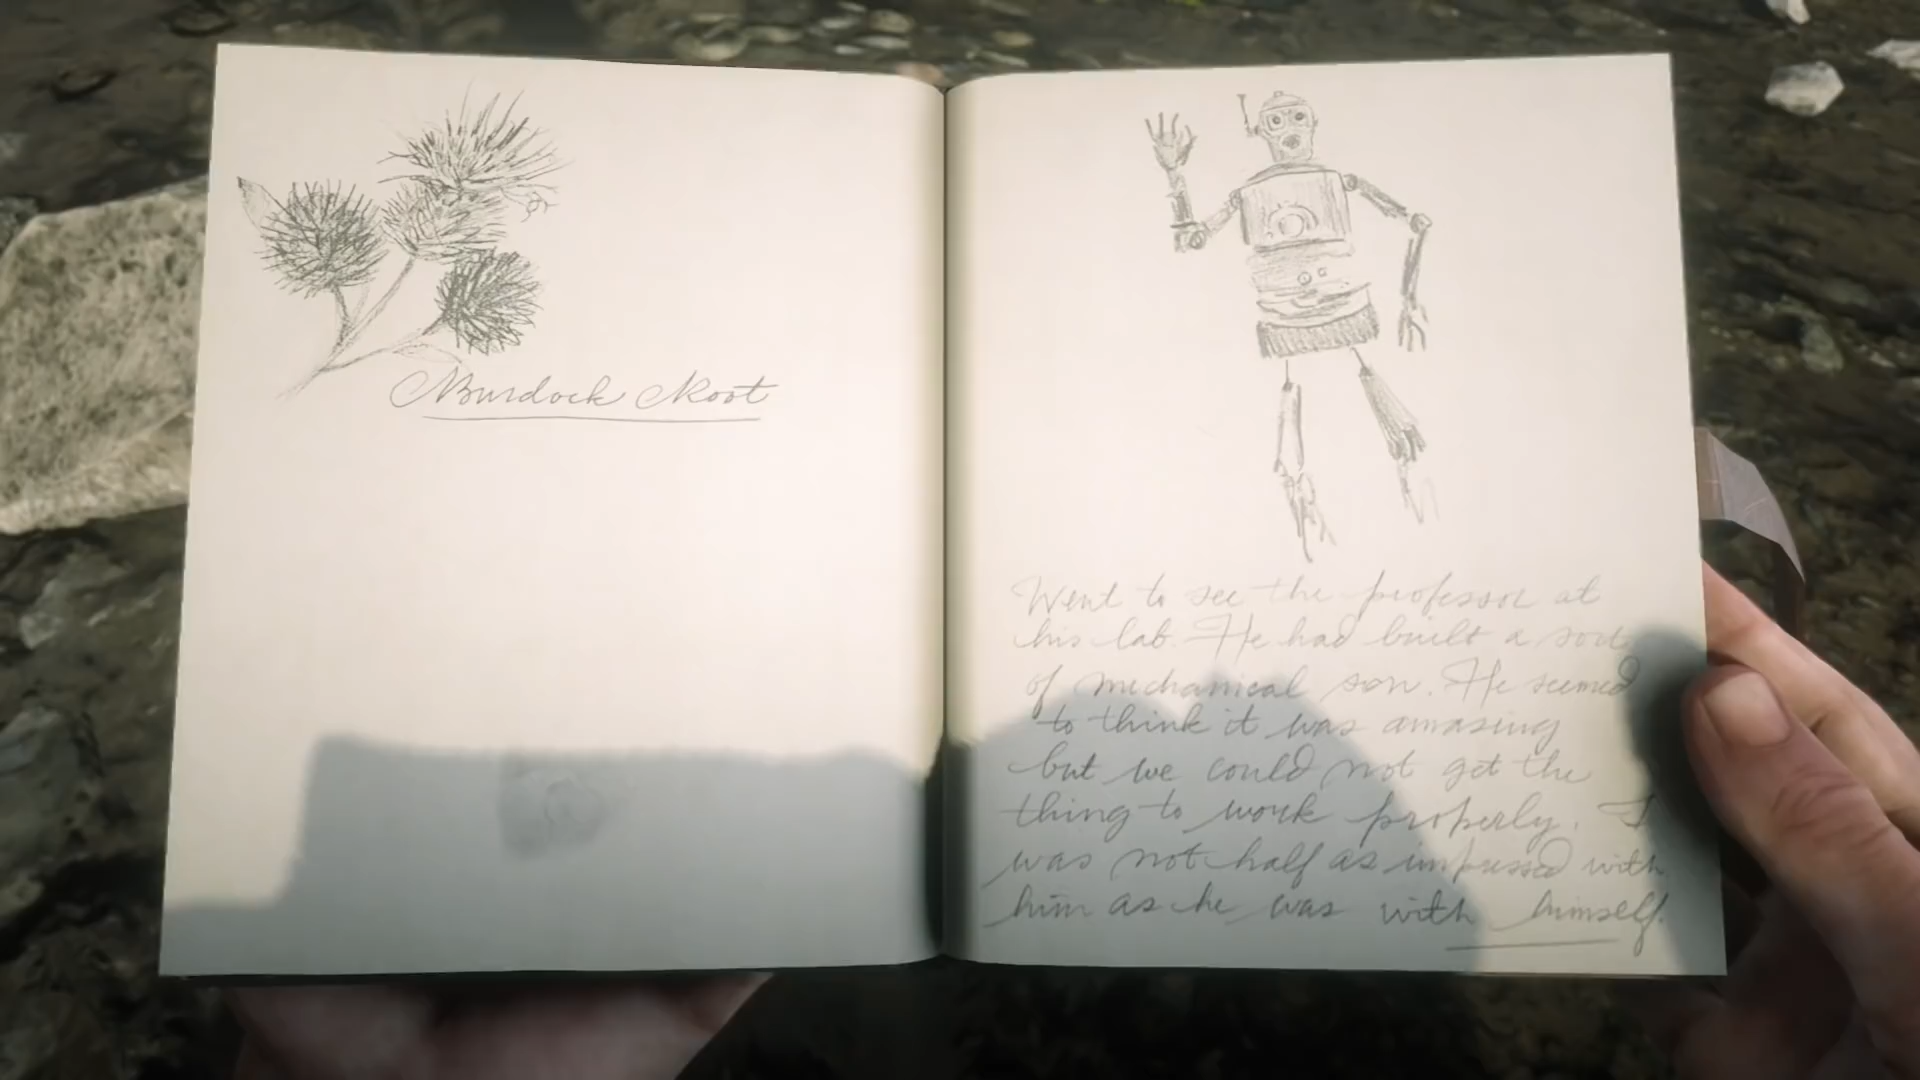 Burdock Root
Went to see the professor at
his lab. He had built a sort
of mechanical son. He seemed
to think it was amazing
but we could not get the
thing to work properly. I
was not half as impressed with
him as he was with himself.